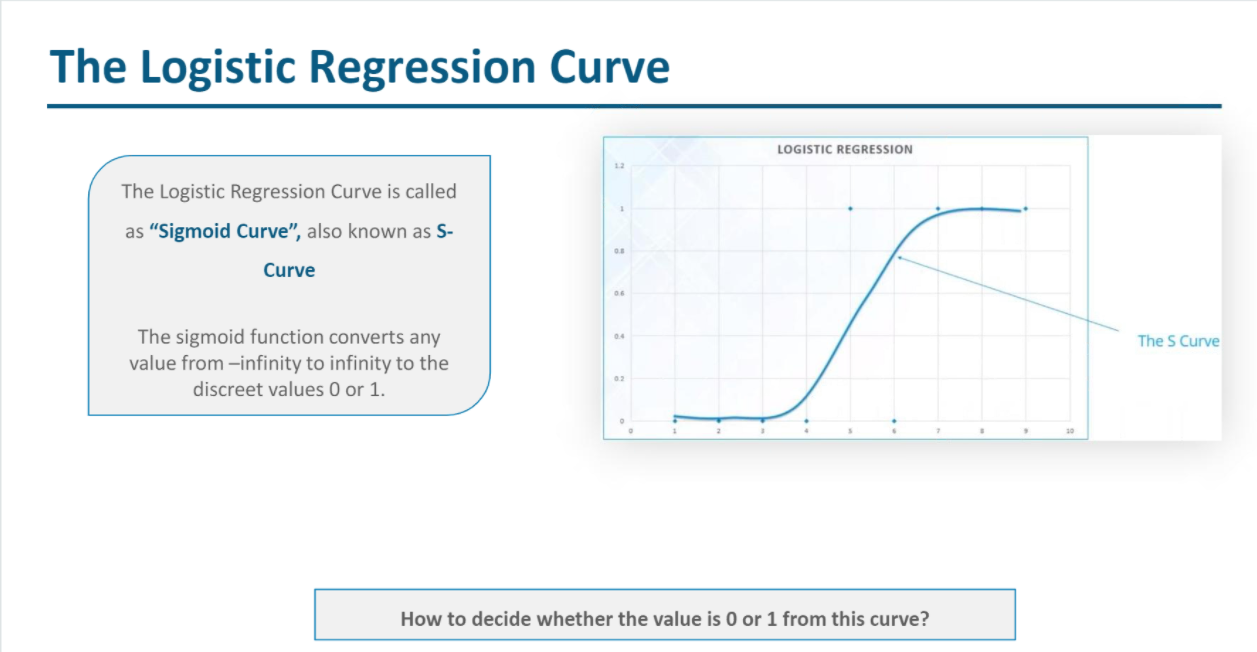 The Logistic Regression Curve
The Logistic Regression Curve is called
as “Sigmoid Curve”, also known as S-
Curve
The sigmoid function converts any
value from –infinity to infinity to the
discreet values 0 or 1.
LOGISTIC REGRESSION
1.2
1
0.8
0.6
0.4
0.2
0
0 1 2 3 4 5 6 7 8 9 10
The S Curve
How to decide whether the value is 0 or 1 from this curve?